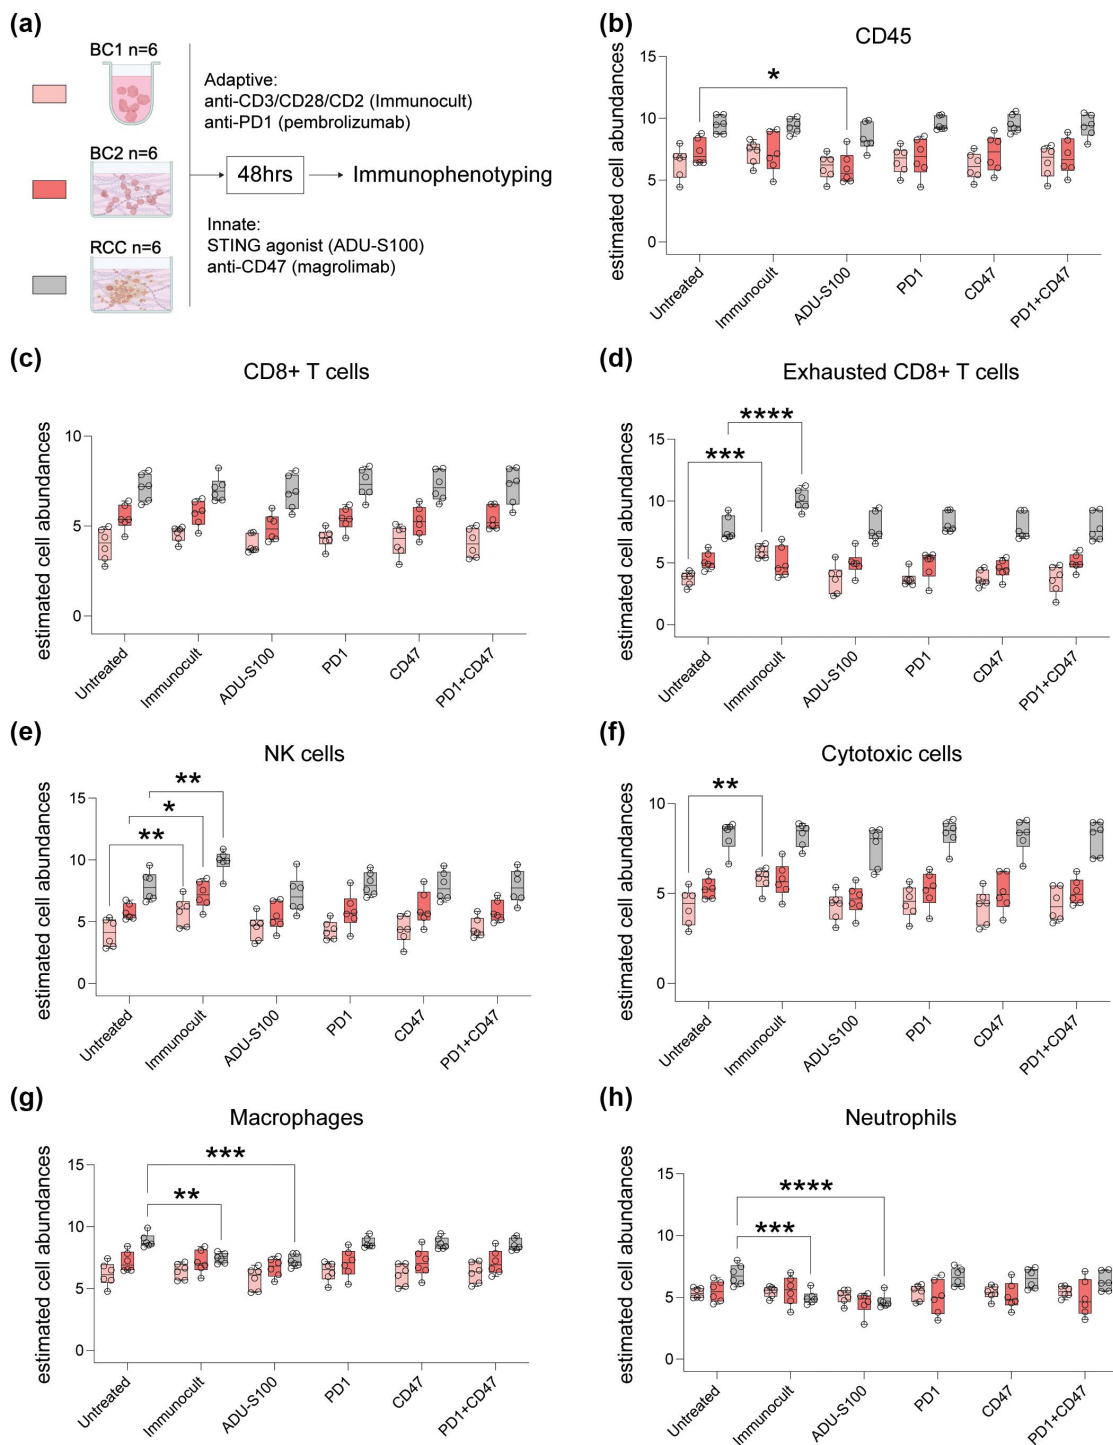 (a)
BC1 n=6
BC2 n=6
RCC n=6
Adaptive:
anti-CD3/CD28/CD2 (Immunocult)
anti-PD1 (pembrolizumab)
48hrs
Immunophenotyping
Innate:
STING agonist (ADU-S100)
anti-CD47 (magrolimab)
(b)
CD45
estimated cell abundances
15
10
5
0
*
Untreated
Immunocult
ADU-S100
PD1
CD47
PD1+CD47
(c)
CD8+ T cells
estimated cell abundances
10
5
0
Untreated
Immunocult
ADU-S100
PD1
CD47
PD1+CD47
(d)
Exhausted CD8+ T cells
estimated cell abundances
15
10
5
0
****
***
Untreated
Immunocult
ADU-S100
PD1
CD47
PD1+CD47
(e)
NK cells
estimated cell abundances
15
10
5
0
**
*
**
Untreated
Immunocult
ADU-S100
PD1
CD47
PD1+CD47
(f)
Cytotoxic cells
estimated cell abundances
10
5
0
**
Untreated
Immunocult
ADU-S100
PD1
CD47
PD1+CD47
(g)
Macrophages
estimated cell abundances
15
10
5
0
***
**
Untreated
Immunocult
ADU-S100
PD1
CD47
PD1+CD47
(h)
Neutrophils
estimated cell abundances
15
10
5
0
****
***
Untreated
Immunocult
ADU-S100
PD1
CD47
PD1+CD47